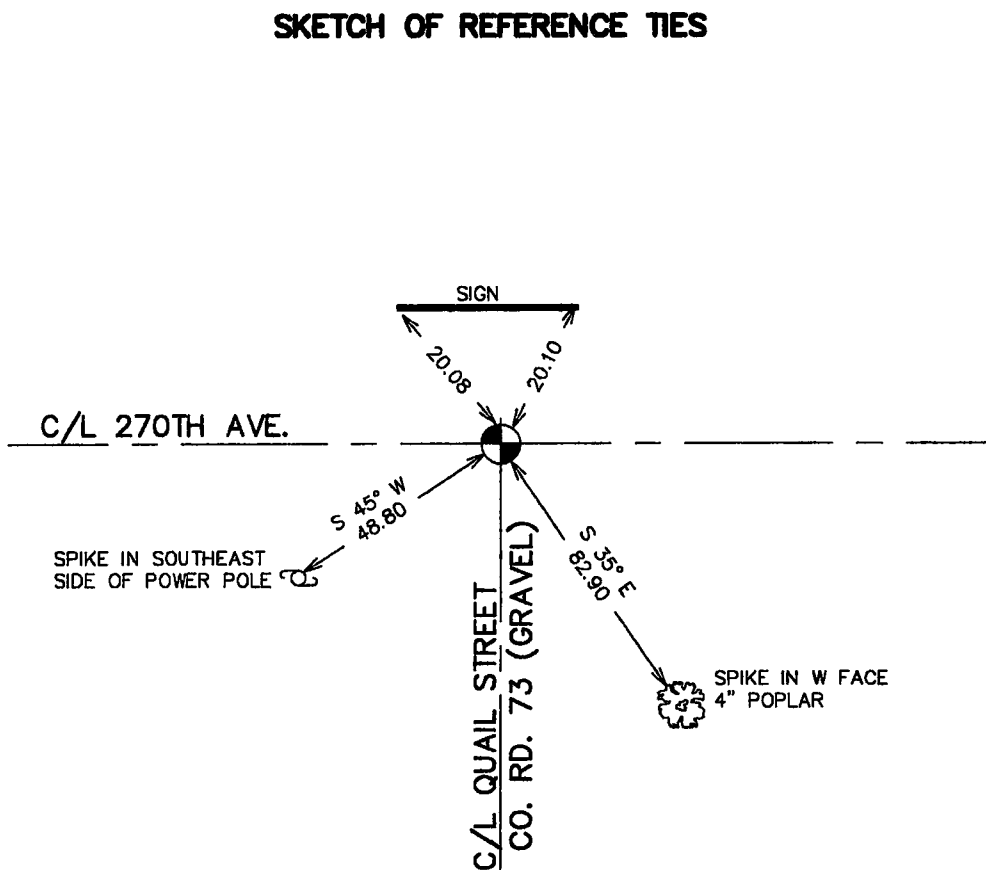 SKETCH OF REFERENCE TIES
SIGN
20.08
20.10
C/L 270TH AVE.
S 45° W
48.80
SPIKE IN SOUTHEAST
SIDE OF POWER POLE
S 35° E
82.90
SPIKE IN W FACE
4" POPLAR
C/L QUAIL STREET
CO. RD. 73 (GRAVEL)